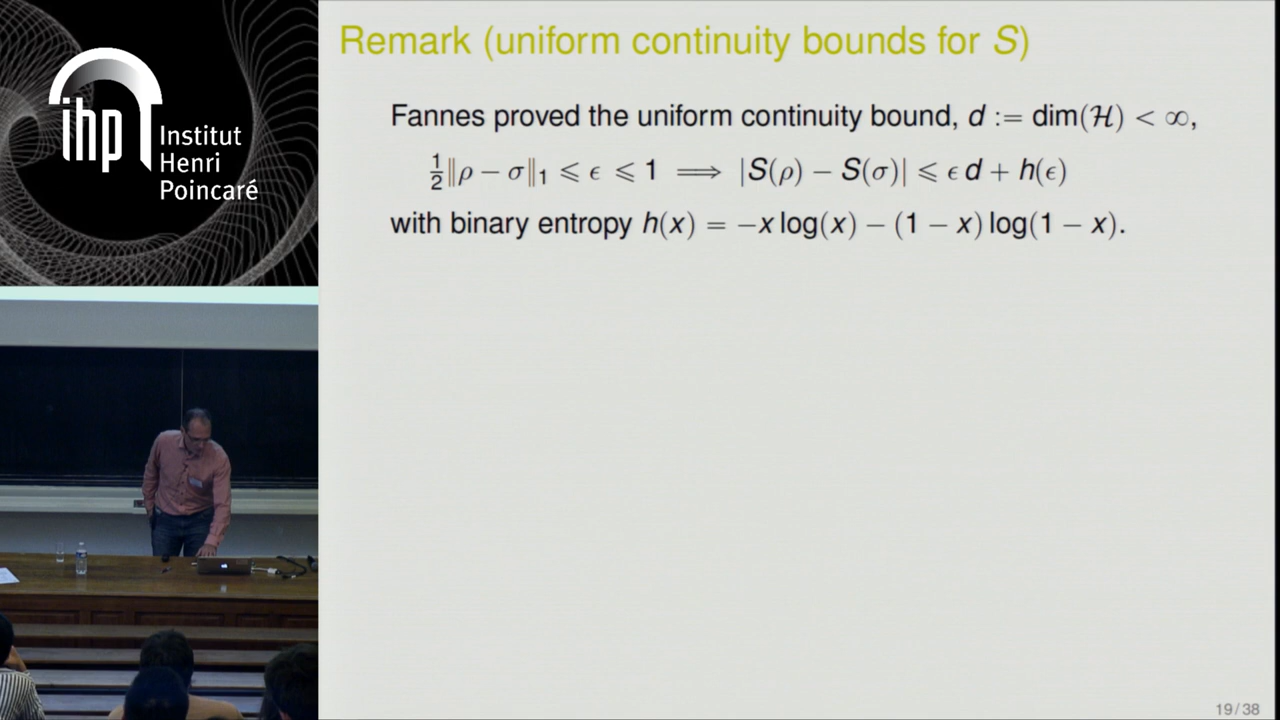 ihp
Institut
Henri
Poincaré
Remark (uniform continuity bounds for S)
Fannes proved the uniform continuity bound, d := dim(ℋ) < ∞,
½‖ρ − σ‖₁ ⩽ ϵ ⩽ 1 ⟹ |S(ρ) − S(σ)| ⩽ ϵ d + h(ϵ)
with binary entropy h(x) = −x log(x) − (1 − x) log(1 − x).
19/38